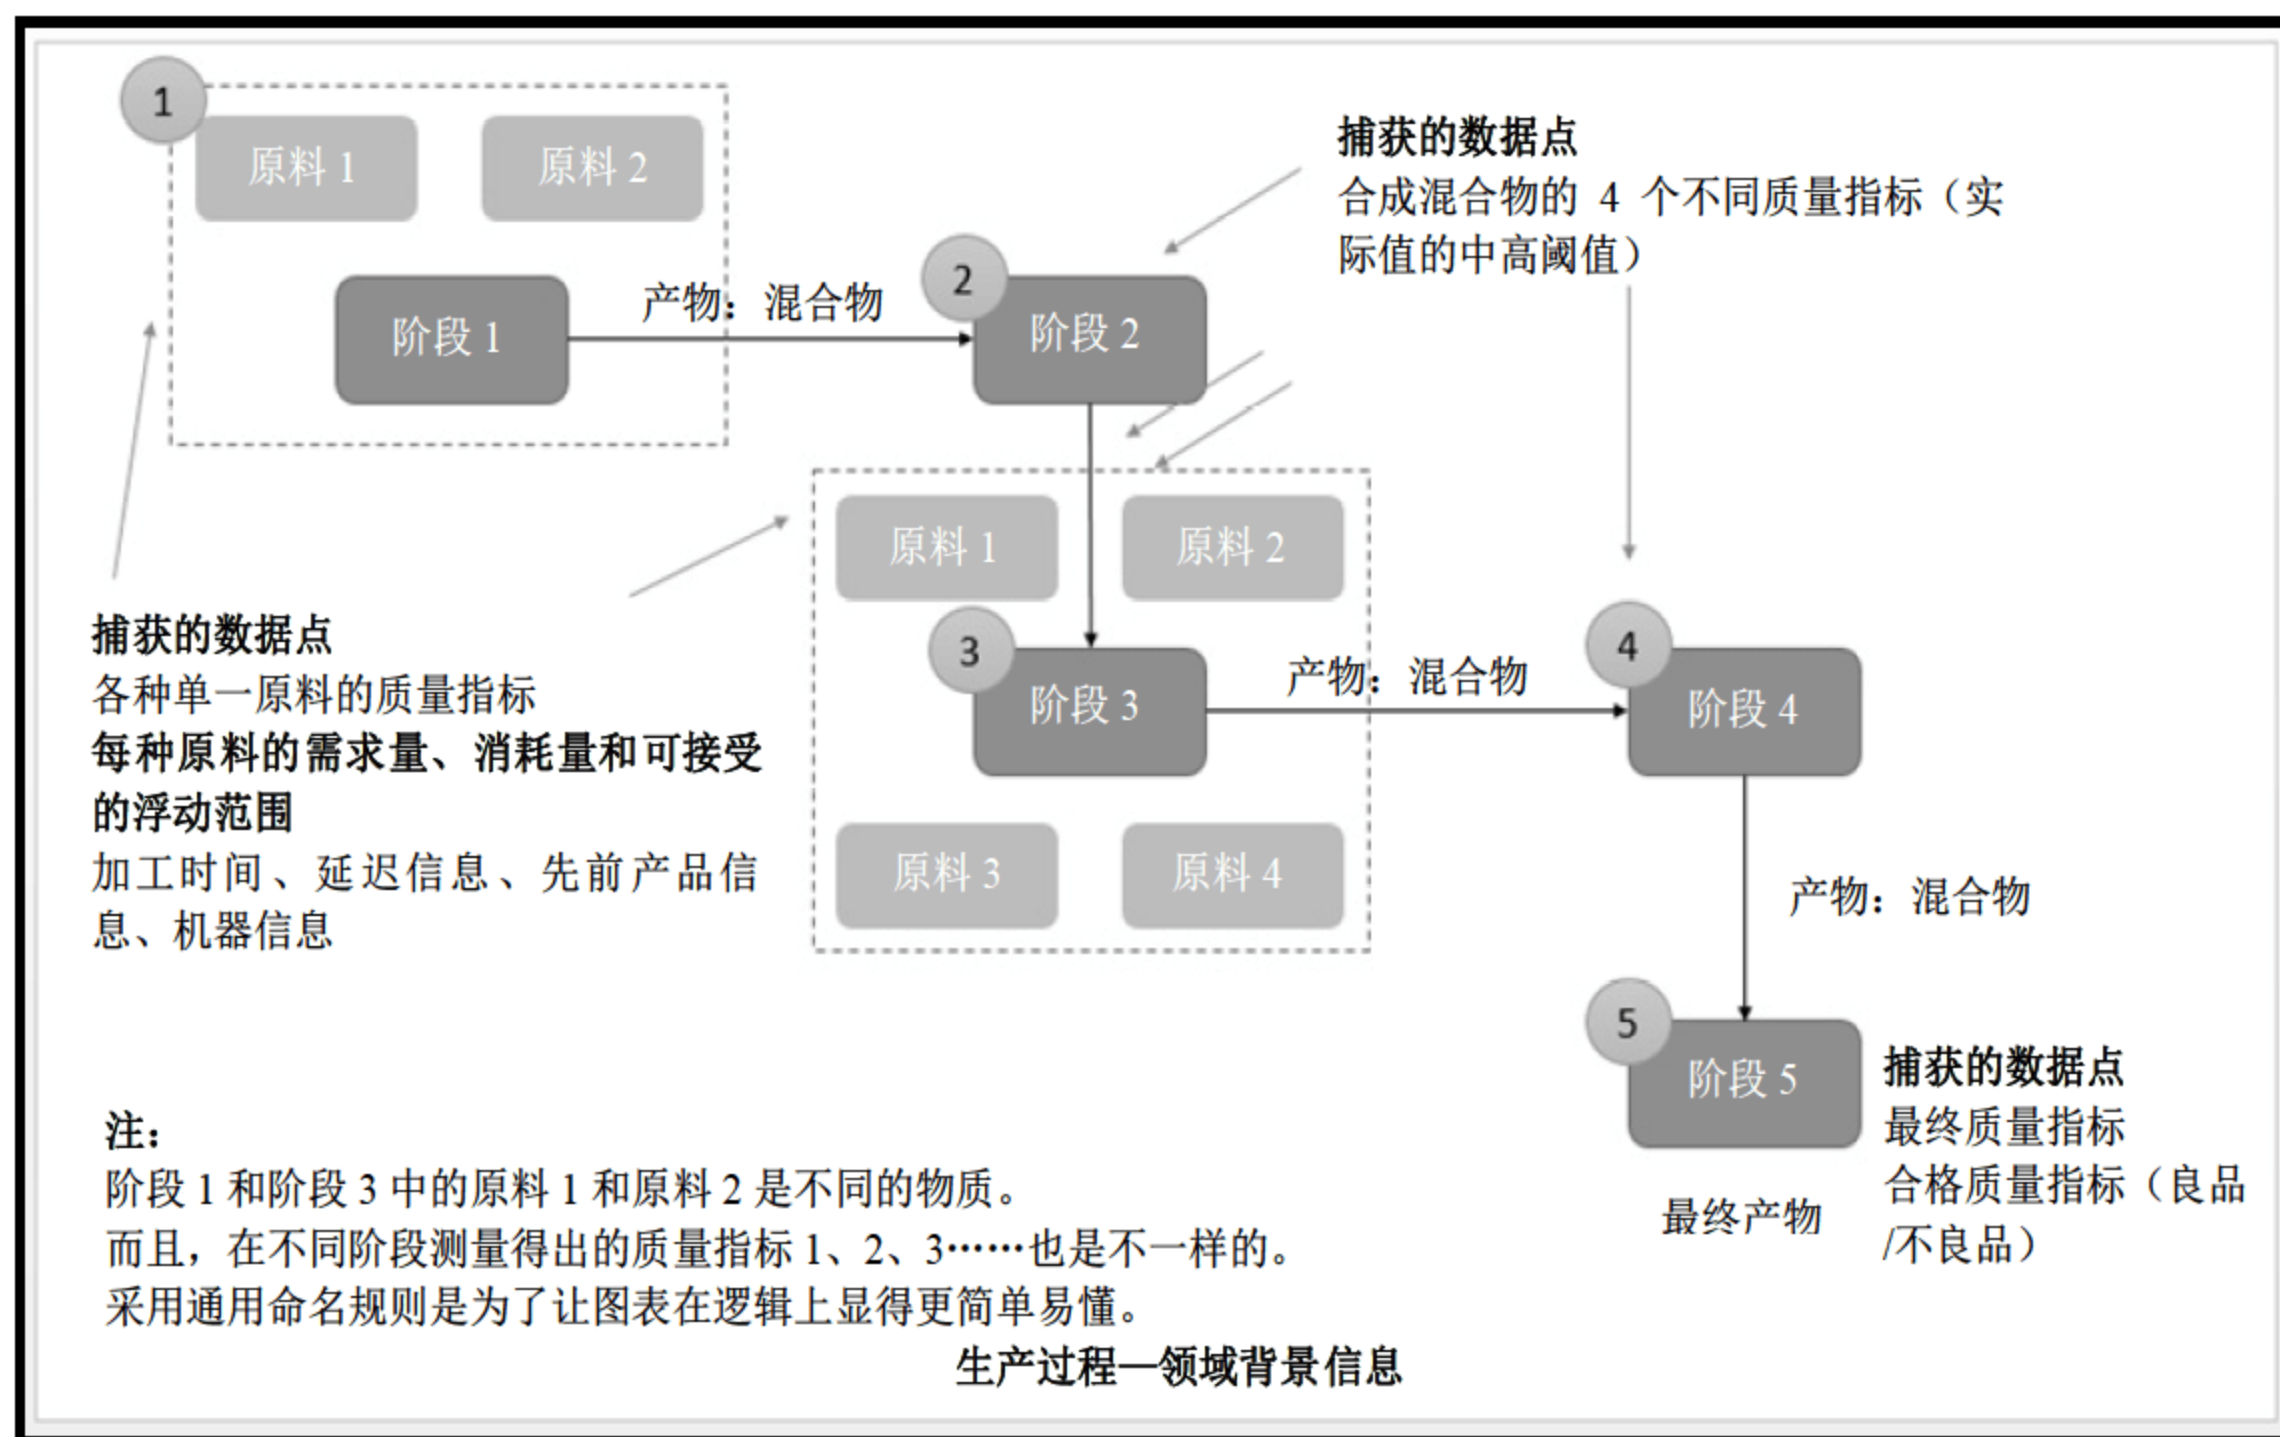 1
原料 1
原料 2
阶段 1
产物：混合物
2
阶段 2
捕获的数据点
合成混合物的 4 个不同质量指标（实
际值的中高阈值）
原料 1
原料 2
3
阶段 3
原料 3
原料 4
产物：混合物
4
阶段 4
产物：混合物
5
阶段 5
最终产物
捕获的数据点
最终质量指标
合格质量指标（良品
/不良品）
捕获的数据点
各种单一原料的质量指标
每种原料的需求量、消耗量和可接受
的浮动范围
加工时间、延迟信息、先前产品信
息、机器信息
注：
阶段 1 和阶段 3 中的原料 1 和原料 2 是不同的物质。
而且，在不同阶段测量得出的质量指标 1、2、3……也是不一样的。
采用通用命名规则是为了让图表在逻辑上显得更简单易懂。
生产过程—领域背景信息